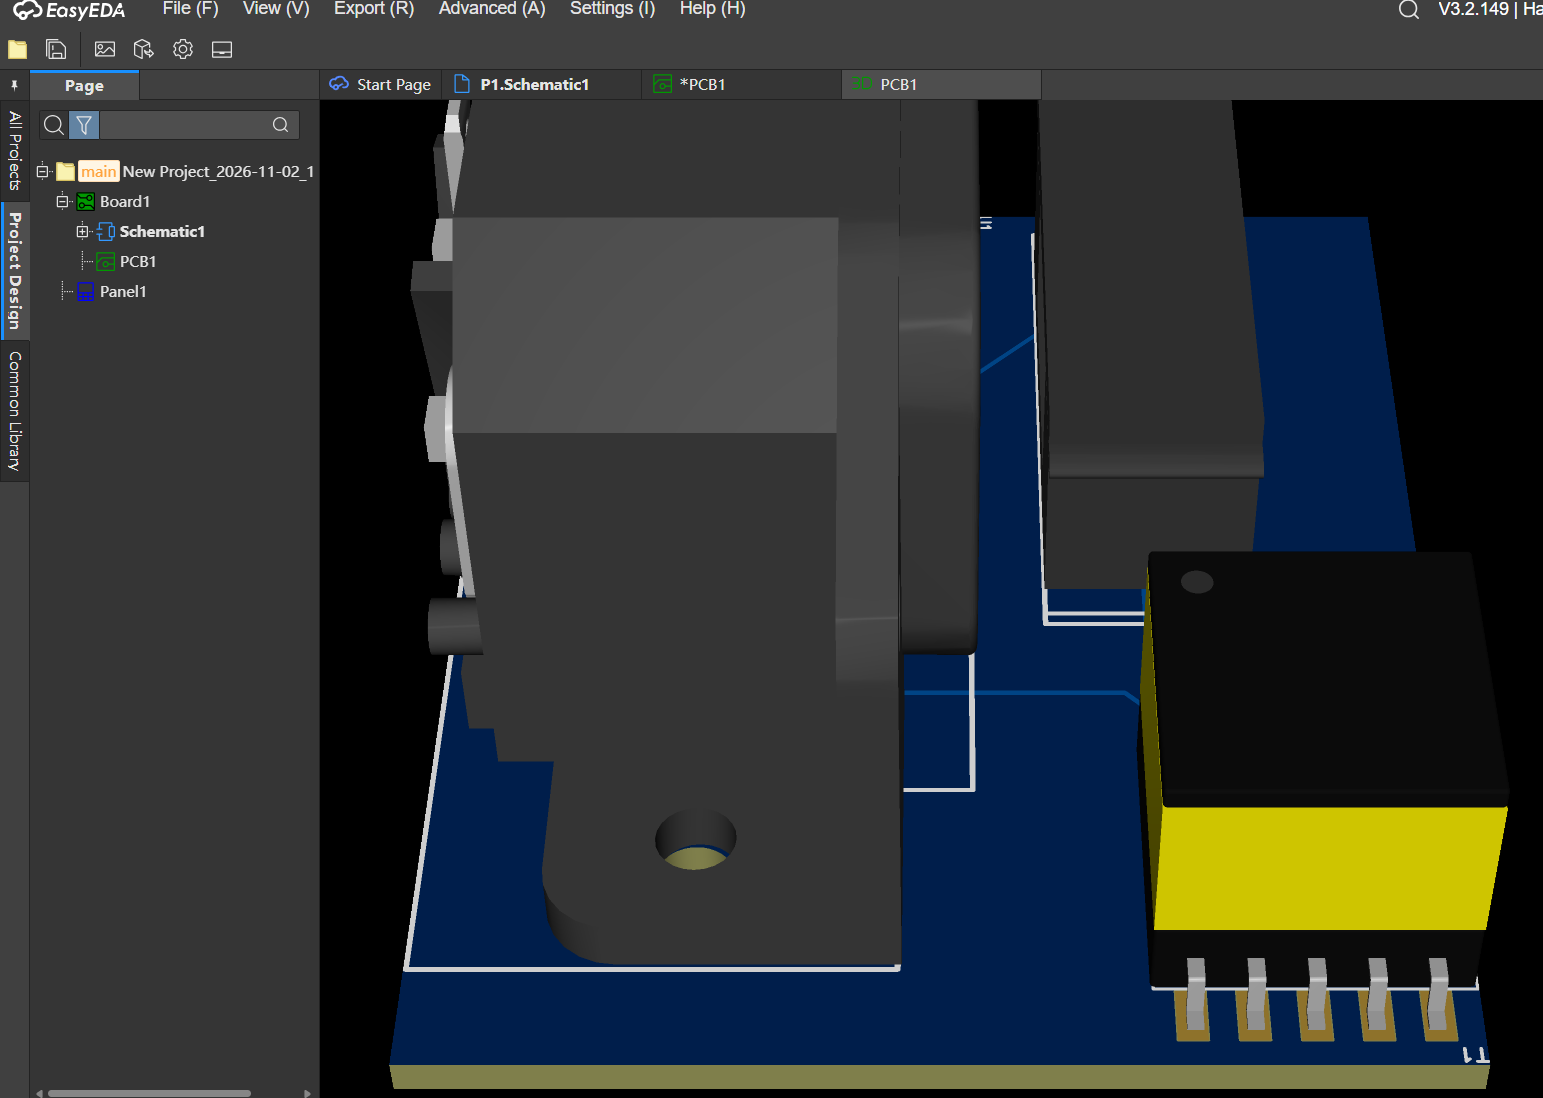 EasyEDA File (F) View (V) Export (R) Advanced (A) Settings (I) Help (H) V3.2.149 | Ha
Page
Start Page P1.Schematic1 *PCB1 3D PCB1
All Projects
Project Design
Common Library
main New Project_2026-11-02_1
Board1
Schematic1
PCB1
Panel1
T1